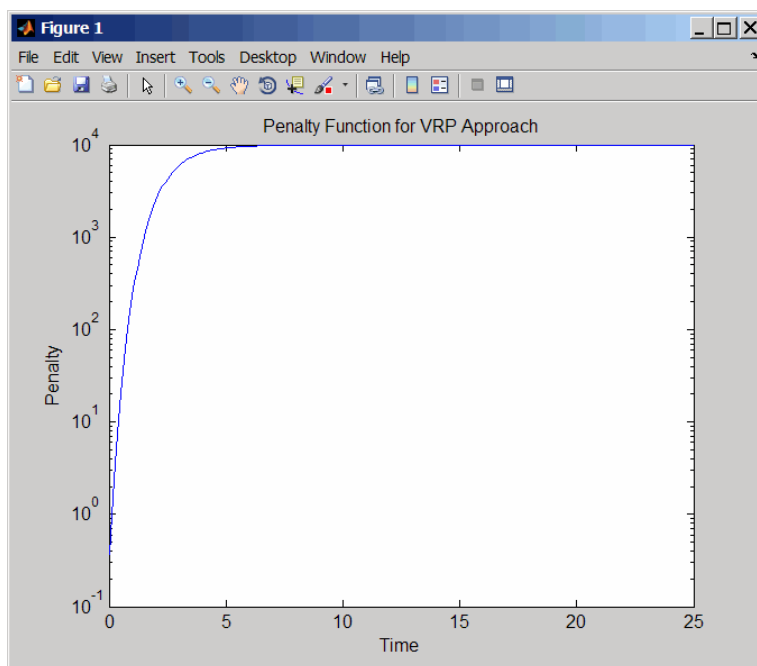 Figure 1
File Edit View Insert Tools Desktop Window Help
Penalty Function for VRP Approach
10^4
10^3
10^2
10^1
10^0
10^-1
Penalty
0 5 10 15 20 25
Time